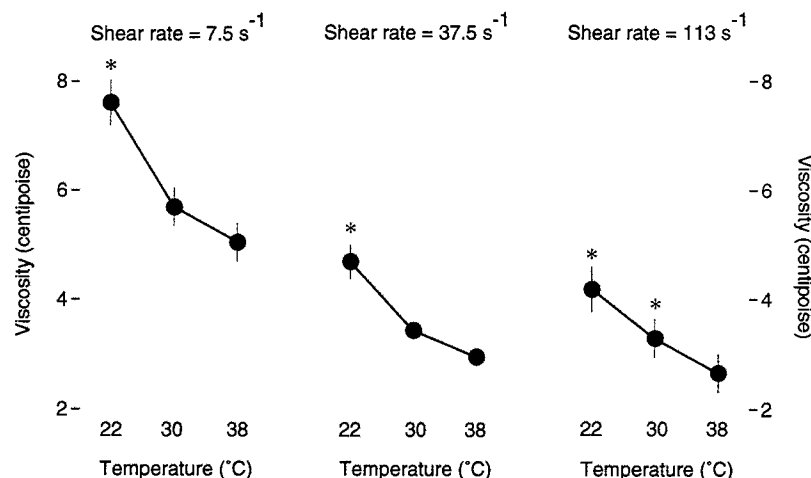 Shear rate = 7.5 s⁻¹
Shear rate = 37.5 s⁻¹
Shear rate = 113 s⁻¹
Viscosity (centipoise)
8
6
4
2
*
*
*
*
8
6
4
2
Viscosity
(centipoise)
22 30 38
22 30 38
22 30 38
Temperature (°C)
Temperature (°C)
Temperature (°C)